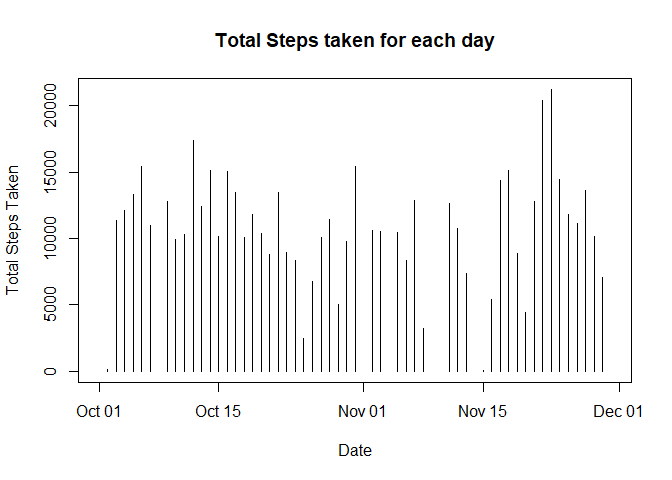 Total Steps taken for each day
Total Steps Taken
20000
15000
10000
5000
0
Oct 01 Oct 15 Nov 01 Nov 15 Dec 01
Date